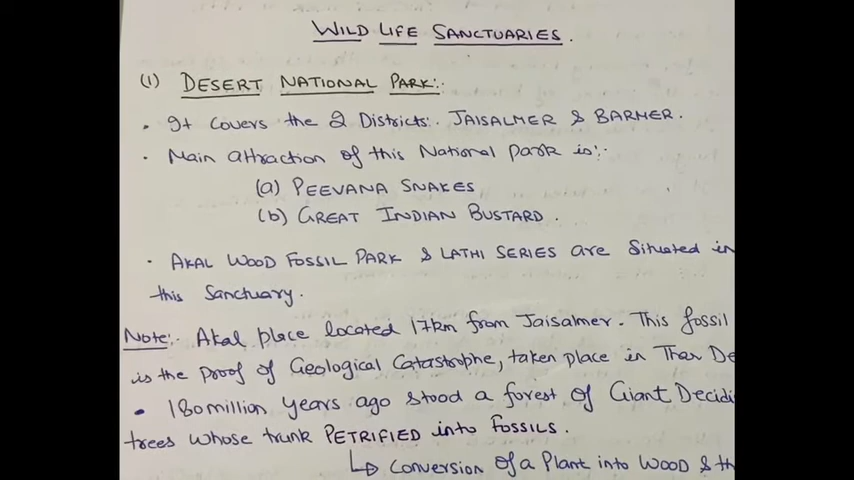 WILD LIFE SANCTUARIES.
(1) DESERT NATIONAL PARK:-
• It covers the 2 Districts: JAISALMER & BARMER.
• Main attraction of this National park is:-
(a) PEEVANA SNAKES
(b) GREAT INDIAN BUSTARD.
• AKAL WOOD FOSSIL PARK & LATHI SERIES are situated in
this Sanctuary.
Note:- Akal place located 17km from Jaisalmer. This fossil
is the proof of Geological Catastrophe, taken place in Thar De
• 180 million years ago stood a forest of Giant Decidi
trees whose trunk PETRIFIED into FOSSILS.
↳ Conversion of a Plant into WOOD & th